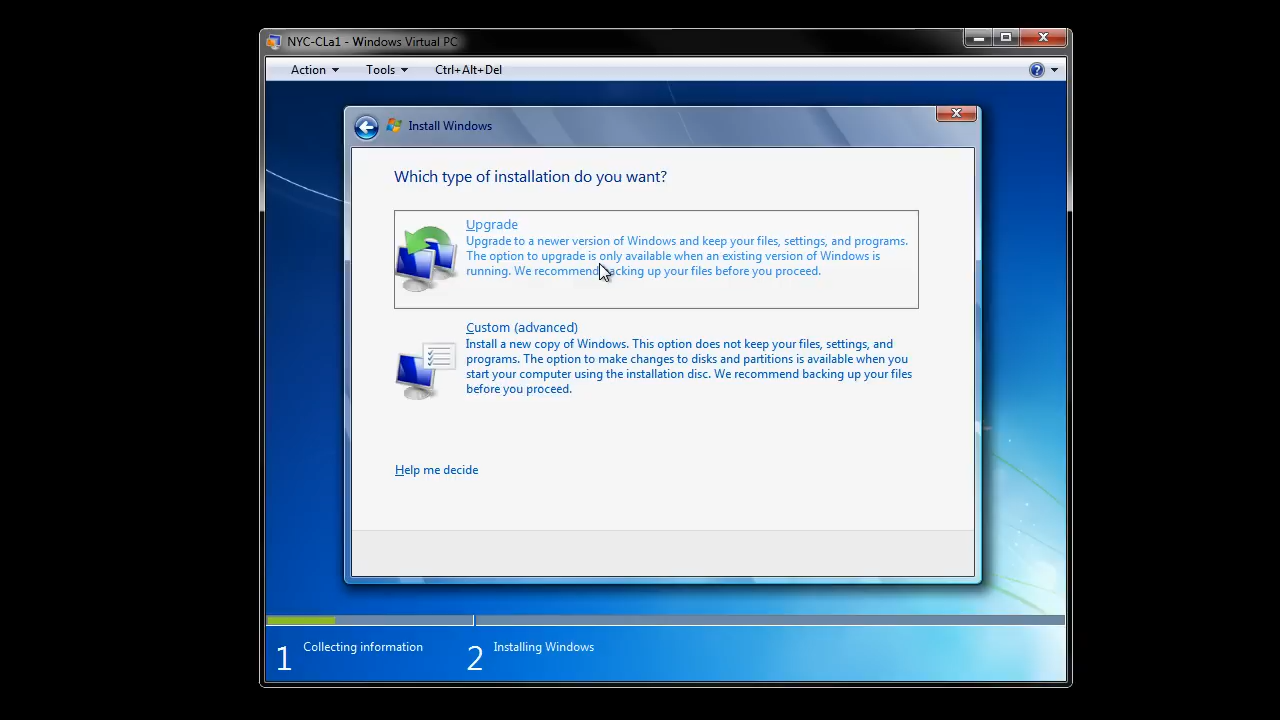 NYC-CLa1 - Windows Virtual PC
Action Tools Ctrl+Alt+Del
Install Windows
Which type of installation do you want?
Upgrade
Upgrade to a newer version of Windows and keep your files, settings, and programs.
The option to upgrade is only available when an existing version of Windows is
running. We recommend backing up your files before you proceed.
Custom (advanced)
Install a new copy of Windows. This option does not keep your files, settings, and
programs. The option to make changes to disks and partitions is available when you
start your computer using the installation disc. We recommend backing up your files
before you proceed.
Help me decide
1 Collecting information 2 Installing Windows